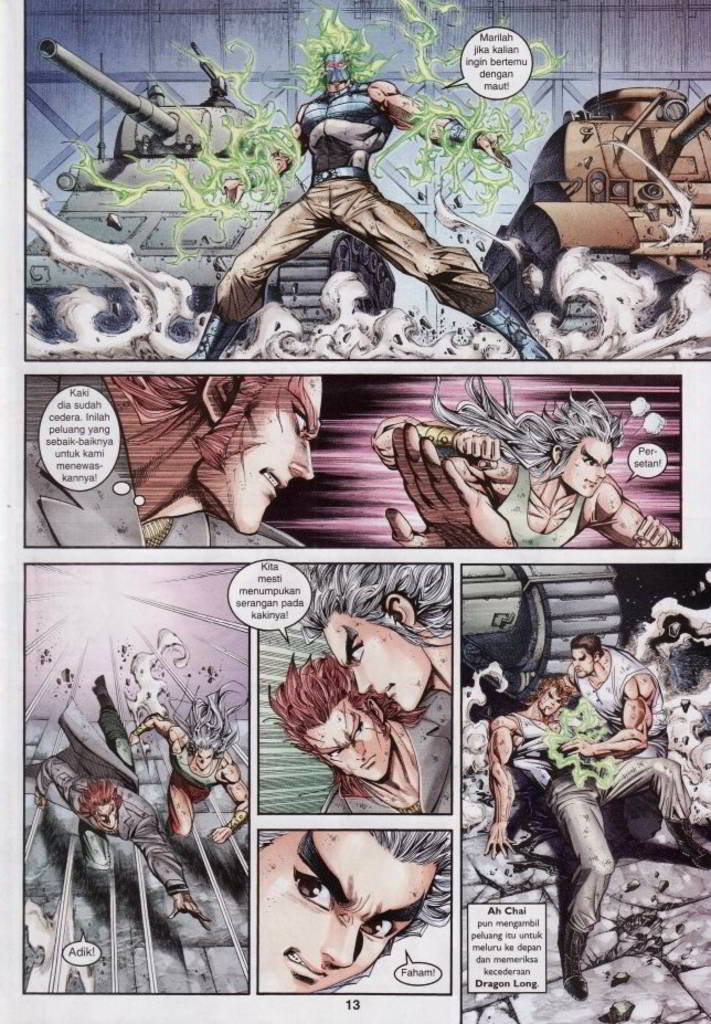 Marilah
jika kalian
ingin bertemu
dengan
maut!
Kaki
dia sudah
cedera. Inilah
peluang yang
sebaik-baiknya
untuk kami
menewas-
kannya!
Per-
setan!
Adik!
Kita
mesti
menumpukan
serangan pada
kakinya!
Faham!
Ah Chai
pun mengambil
peluang itu untuk
meluru ke depan
dan memeriksa
kecederaan
Dragon Long.
13